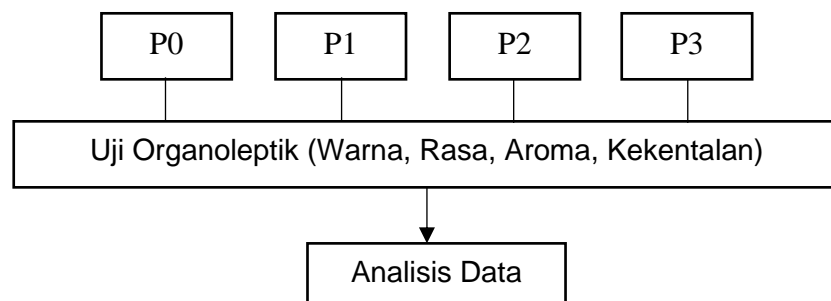 P0 P1 P2 P3
Uji Organoleptik (Warna, Rasa, Aroma, Kekentalan)
Analisis Data